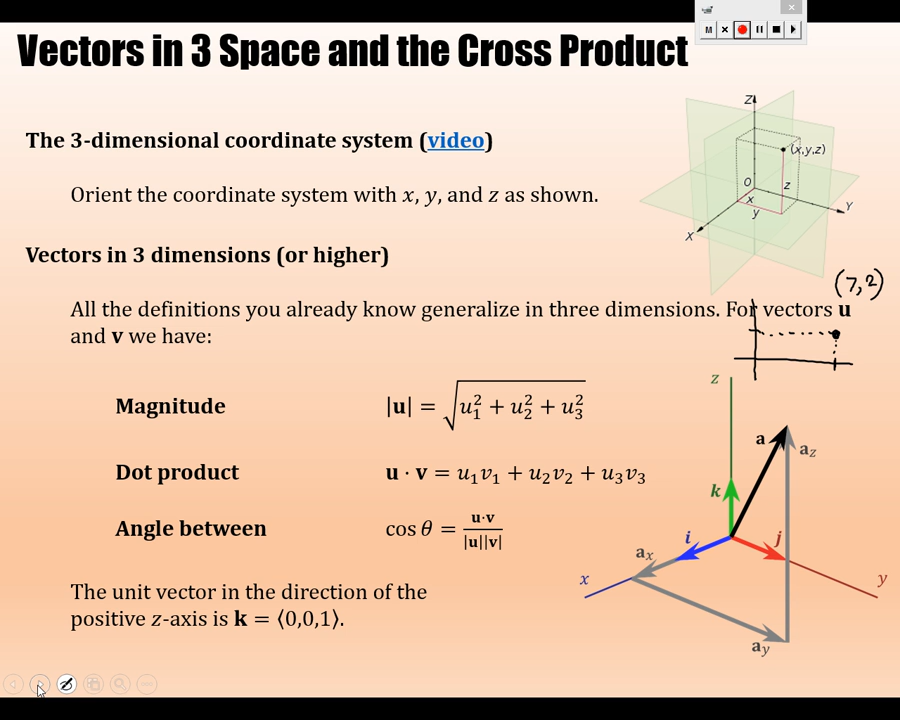 Vectors in 3 Space and the Cross Product
M
The 3-dimensional coordinate system (video)
Orient the coordinate system with x, y, and z as shown.
Z
(x,y,z)
O
z
x
y
Y
X
Vectors in 3 dimensions (or higher)
(7,2)
All the definitions you already know generalize in three dimensions. For vectors u
and v we have:
Magnitude |u| = √(u₁² + u₂² + u₃²)
Dot product u · v = u₁v₁ + u₂v₂ + u₃v₃
Angle between cos θ = u·v / |u||v|
The unit vector in the direction of the
positive z-axis is k = ⟨0,0,1⟩.
z
a
a_z
k
i
j
a_x
x
y
a_y